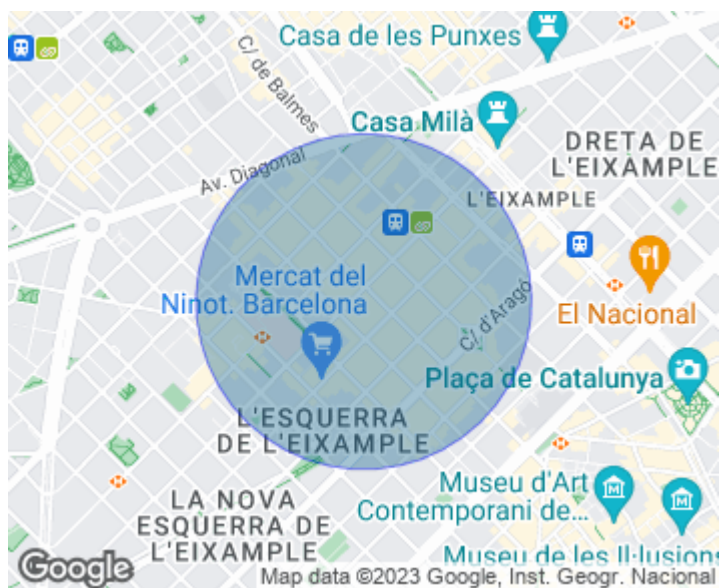 Casa de les Punxes
C/ de Balmes
Casa Milà
Av. Diagonal
DRETA DE
L'EIXAMPLE
L'EIXAMPLE
Mercat del
Ninot. Barcelona
C/ d'Aragó
El Nacional
Plaça de Catalunya
L'ESQUERRA
DE L'EIXAMPLE
Museu d'Art
Contemporani de...
LA NOVA
ESQUERRA DE
L'EIXAMPLE
Museu de les Il·lusions
Google
Map data ©2023 Google, Inst. Geogr. Nacional